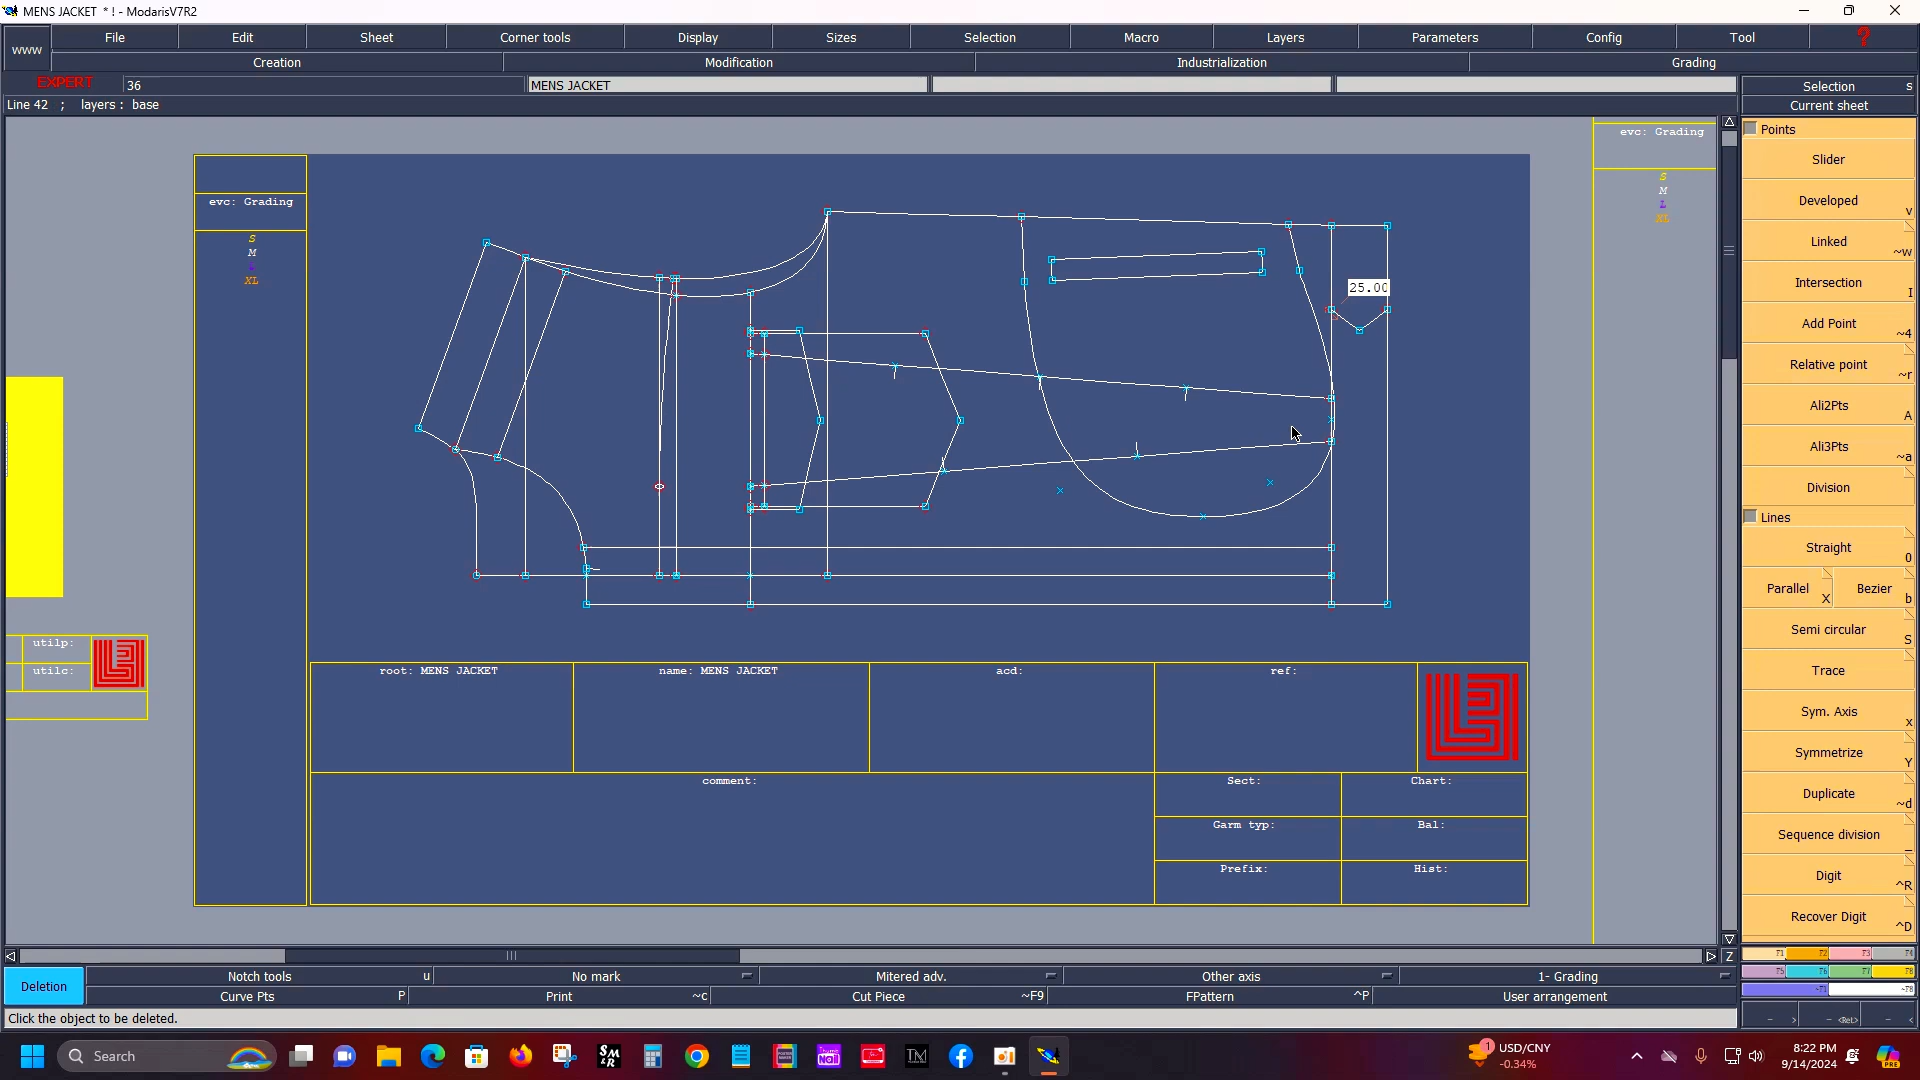 MENS JACKET * ! - ModarisV7R2
www
File
Edit
Sheet
Corner tools
Display
Sizes
Selection
Macro
Layers
Parameters
Config
Tool
?
Creation
Modification
Industrialization
Grading
EXPERT
36
MENS JACKET
Line 42 ; layers : base
Selection s
Current sheet
Points
Slider
Developed v
Linked ~w
Intersection I
Add Point ~4
Relative point ~r
Ali2Pts A
Ali3Pts ~a
Division
Lines
Straight 0
Parallel X
Bezier b
Semi circular S
Trace
Sym. Axis x
Symmetrize Y
Duplicate ~d
Sequence division _
Digit ^R
Recover Digit ^D
evc: Grading
S
M
XL
evc: Grading
S
M
L
XL
25.00
utilp:
utilc:
root: MENS JACKET
name: MENS JACKET
acd:
ref:
comment:
Sect:
Chart:
Garm typ:
Bal:
Prefix:
Hist:
Z
Deletion
Notch tools u
No mark
Mitered adv.
Other axis
1- Grading
Curve Pts P
Print ~c
Cut Piece ~F9
FPattern ^P
User arrangement
Click the object to be deleted.
Search
USD/CNY
-0.34%
8:22 PM
9/14/2024